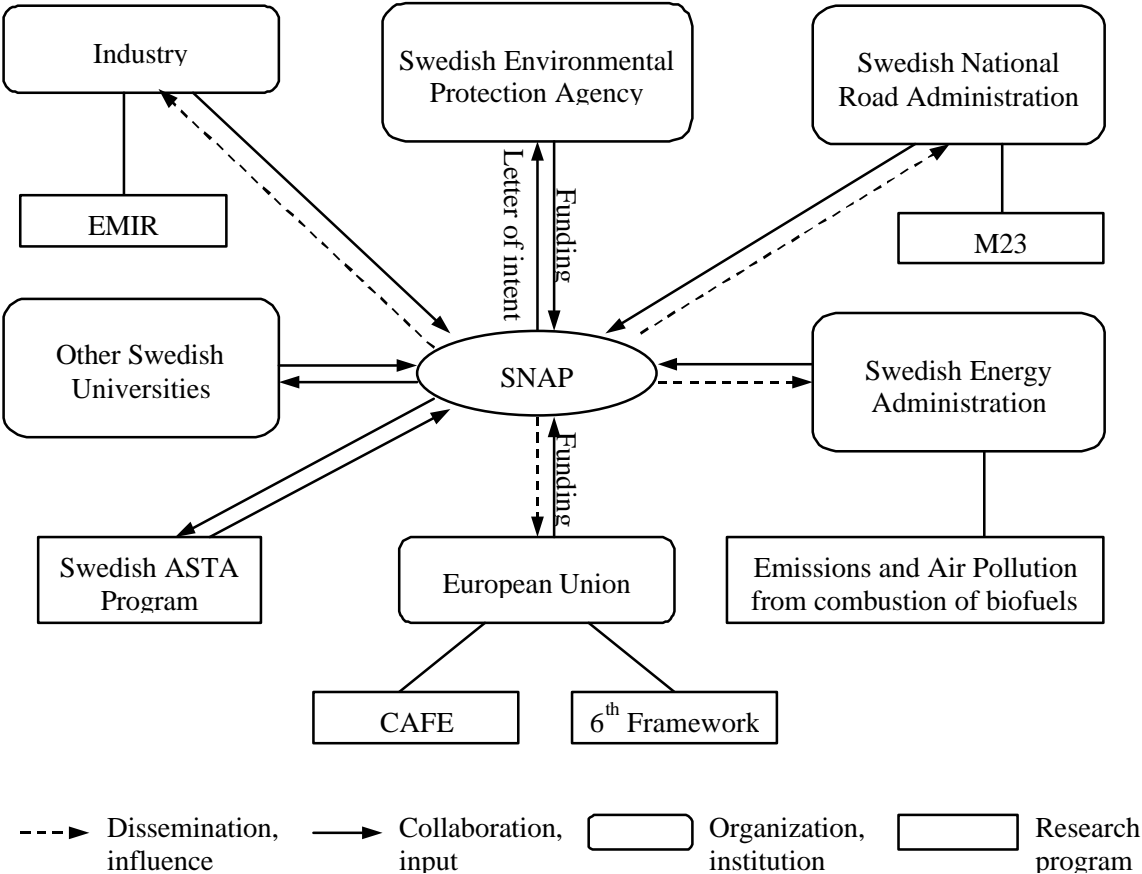 Industry
Swedish Environmental
Protection Agency
Swedish National
Road Administration
EMIR
Letter of intent
Funding
M23
Other Swedish
Universities
SNAP
Swedish Energy
Administration
Funding
Swedish ASTA
Program
European Union
Emissions and Air Pollution
from combustion of biofuels
CAFE
6th Framework
Dissemination,
influence
Collaboration,
input
Organization,
institution
Research
program